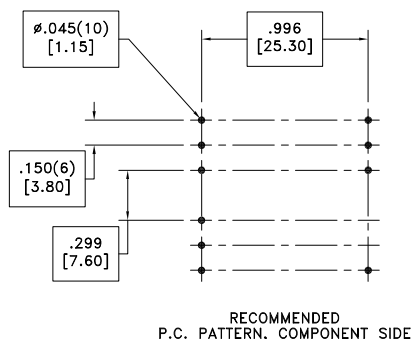 ø.045(10)
[1.15]
.996
[25.30]
.150(6)
[3.80]
.299
[7.60]
RECOMMENDED
P.C. PATTERN, COMPONENT SIDE